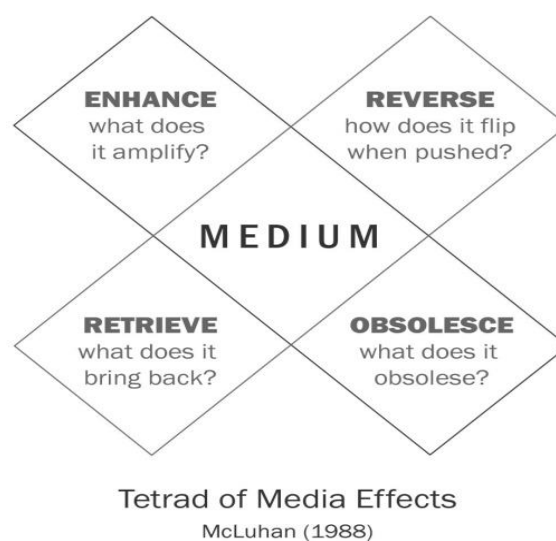 ENHANCE
what does
it amplify?
REVERSE
how does it flip
when pushed?
MEDIUM
RETRIEVE
what does it
bring back?
OBSOLESCE
what does it
obsolese?
Tetrad of Media Effects
McLuhan (1988)